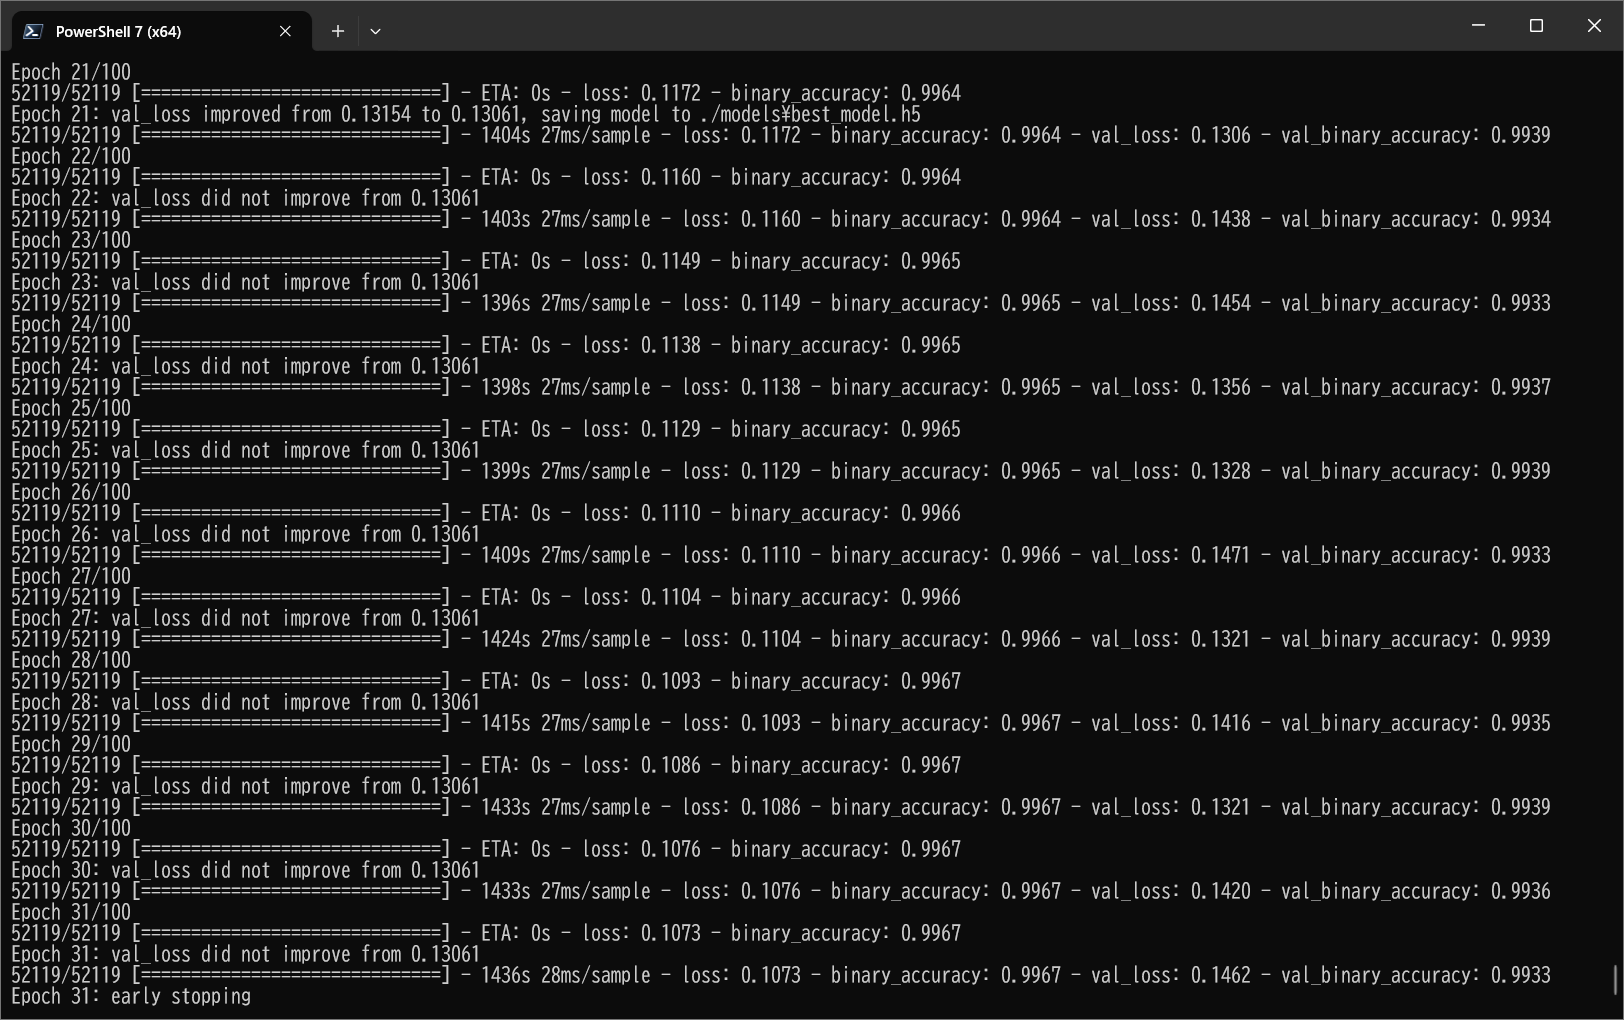 PowerShell 7 (x64)
Epoch 21/100
52119/52119 [==============================] - ETA: 0s - loss: 0.1172 - binary_accuracy: 0.9964
Epoch 21: val_loss improved from 0.13154 to 0.13061, saving model to ./models¥best_model.h5
52119/52119 [==============================] - 1404s 27ms/sample - loss: 0.1172 - binary_accuracy: 0.9964 - val_loss: 0.1306 - val_binary_accuracy: 0.9939
Epoch 22/100
52119/52119 [==============================] - ETA: 0s - loss: 0.1160 - binary_accuracy: 0.9964
Epoch 22: val_loss did not improve from 0.13061
52119/52119 [==============================] - 1403s 27ms/sample - loss: 0.1160 - binary_accuracy: 0.9964 - val_loss: 0.1438 - val_binary_accuracy: 0.9934
Epoch 23/100
52119/52119 [==============================] - ETA: 0s - loss: 0.1149 - binary_accuracy: 0.9965
Epoch 23: val_loss did not improve from 0.13061
52119/52119 [==============================] - 1396s 27ms/sample - loss: 0.1149 - binary_accuracy: 0.9965 - val_loss: 0.1454 - val_binary_accuracy: 0.9933
Epoch 24/100
52119/52119 [==============================] - ETA: 0s - loss: 0.1138 - binary_accuracy: 0.9965
Epoch 24: val_loss did not improve from 0.13061
52119/52119 [==============================] - 1398s 27ms/sample - loss: 0.1138 - binary_accuracy: 0.9965 - val_loss: 0.1356 - val_binary_accuracy: 0.9937
Epoch 25/100
52119/52119 [==============================] - ETA: 0s - loss: 0.1129 - binary_accuracy: 0.9965
Epoch 25: val_loss did not improve from 0.13061
52119/52119 [==============================] - 1399s 27ms/sample - loss: 0.1129 - binary_accuracy: 0.9965 - val_loss: 0.1328 - val_binary_accuracy: 0.9939
Epoch 26/100
52119/52119 [==============================] - ETA: 0s - loss: 0.1110 - binary_accuracy: 0.9966
Epoch 26: val_loss did not improve from 0.13061
52119/52119 [==============================] - 1409s 27ms/sample - loss: 0.1110 - binary_accuracy: 0.9966 - val_loss: 0.1471 - val_binary_accuracy: 0.9933
Epoch 27/100
52119/52119 [==============================] - ETA: 0s - loss: 0.1104 - binary_accuracy: 0.9966
Epoch 27: val_loss did not improve from 0.13061
52119/52119 [==============================] - 1424s 27ms/sample - loss: 0.1104 - binary_accuracy: 0.9966 - val_loss: 0.1321 - val_binary_accuracy: 0.9939
Epoch 28/100
52119/52119 [==============================] - ETA: 0s - loss: 0.1093 - binary_accuracy: 0.9967
Epoch 28: val_loss did not improve from 0.13061
52119/52119 [==============================] - 1415s 27ms/sample - loss: 0.1093 - binary_accuracy: 0.9967 - val_loss: 0.1416 - val_binary_accuracy: 0.9935
Epoch 29/100
52119/52119 [==============================] - ETA: 0s - loss: 0.1086 - binary_accuracy: 0.9967
Epoch 29: val_loss did not improve from 0.13061
52119/52119 [==============================] - 1433s 27ms/sample - loss: 0.1086 - binary_accuracy: 0.9967 - val_loss: 0.1321 - val_binary_accuracy: 0.9939
Epoch 30/100
52119/52119 [==============================] - ETA: 0s - loss: 0.1076 - binary_accuracy: 0.9967
Epoch 30: val_loss did not improve from 0.13061
52119/52119 [==============================] - 1433s 27ms/sample - loss: 0.1076 - binary_accuracy: 0.9967 - val_loss: 0.1420 - val_binary_accuracy: 0.9936
Epoch 31/100
52119/52119 [==============================] - ETA: 0s - loss: 0.1073 - binary_accuracy: 0.9967
Epoch 31: val_loss did not improve from 0.13061
52119/52119 [==============================] - 1436s 28ms/sample - loss: 0.1073 - binary_accuracy: 0.9967 - val_loss: 0.1462 - val_binary_accuracy: 0.9933
Epoch 31: early stopping